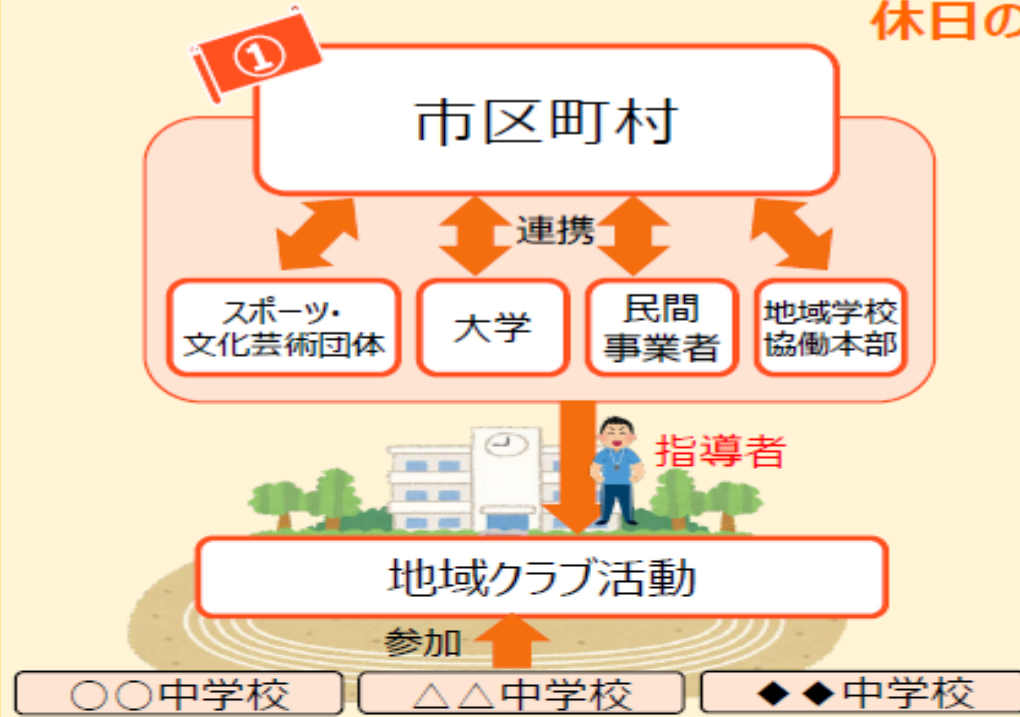 休日の
①
市区町村
連携
スポーツ・
文化芸術団体
大学
民間
事業者
地域学校
協働本部
指導者
地域クラブ活動
参加
○○中学校
△△中学校
◆◆中学校